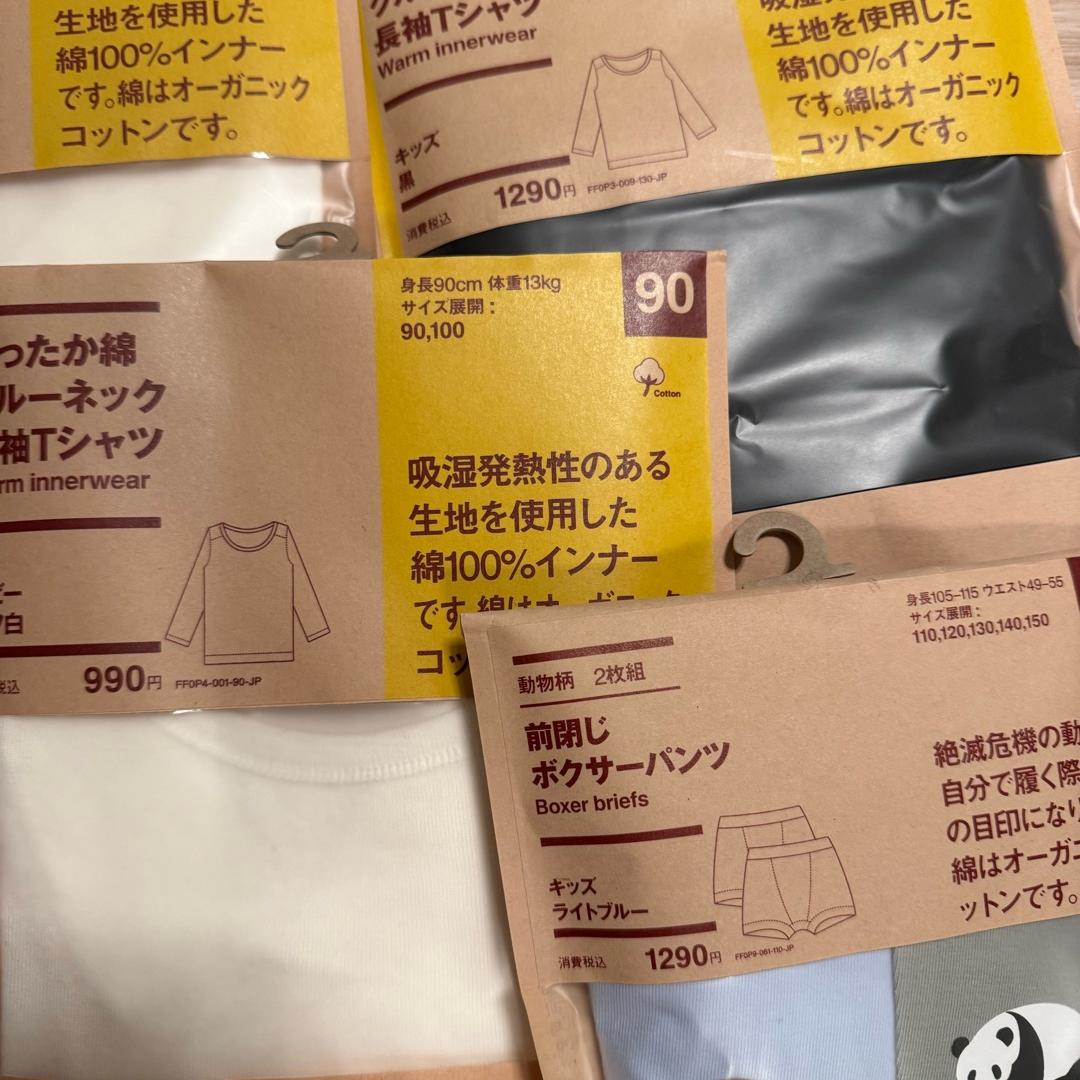 生地を使用した
綿100%インナー
です。綿はオーガニック
コットンです。
長袖Tシャツ
Warm innerwear
キッズ
黒
消費税込
1290円
FF0P3-009-130-JP
生地を使用した
綿100%インナー
です。綿はオーガニック
コットンです。
ったか綿
ルーネック
袖Tシャツ
rm innerwear
ビー
白
税込
990円
FF0P4-001-90-JP
身長90cm 体重13kg
サイズ展開：
90,100
90
Cotton
吸湿発熱性のある
生地を使用した
綿100%インナー
です
コッ
動物柄 2枚組
前閉じ
ボクサーパンツ
Boxer briefs
キッズ
ライトブルー
消費税込
1290円
FF0P9-061-110-JP
身長105–115 ウエスト49–55
サイズ展開：
110,120,130,140,150
絶滅危機の動
自分で履く際
の目印になり
綿はオーガニ
ットンです。